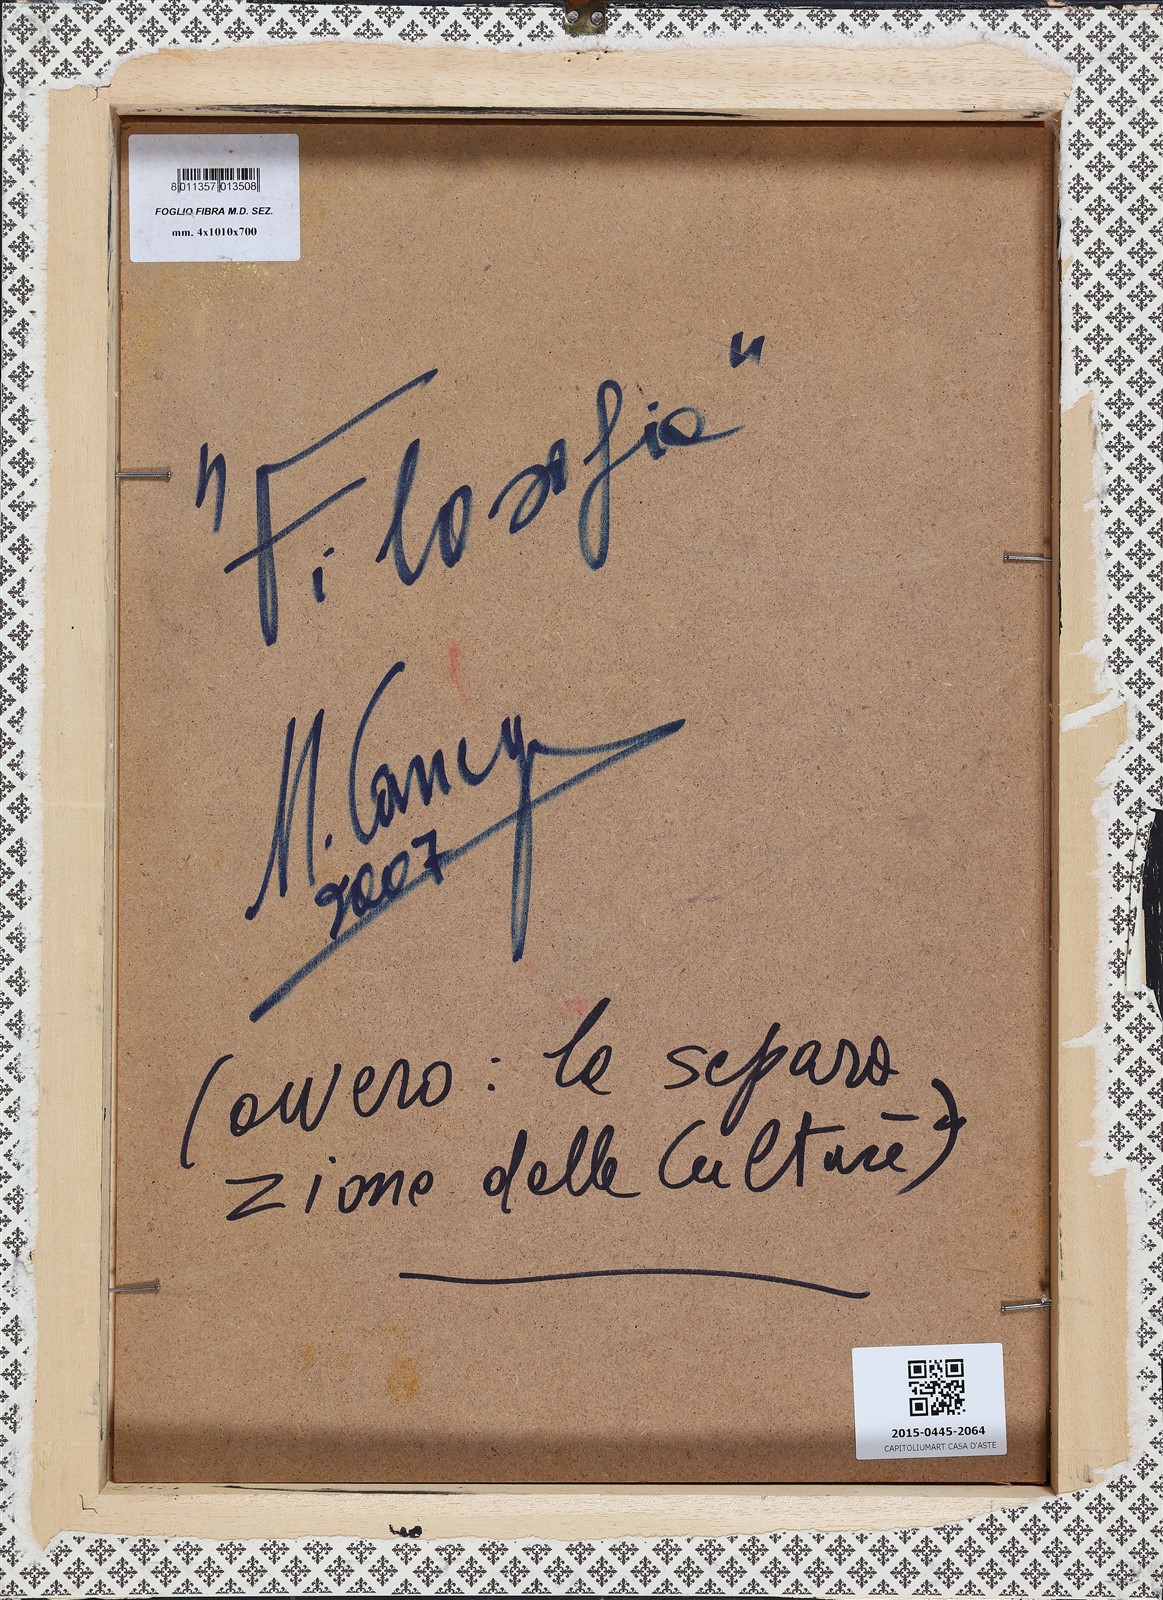 8 011357 013508
FOGLIO FIBRA M.D. SEZ.
mm. 4x1010x700
"Filosofia"
M.
2007
(ovvero: la separa
zione delle Culture)
2015-0445-2064
CAPITOLIUMART CASA D'ASTE